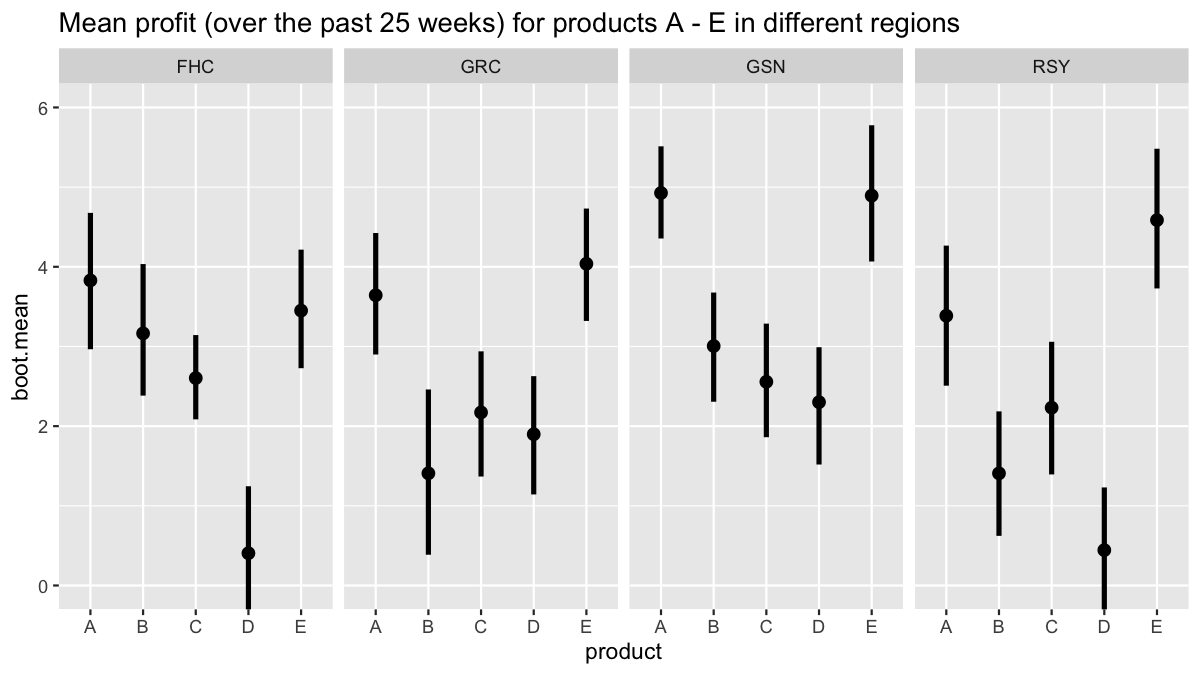 Mean profit (over the past 25 weeks) for products A - E in different regions
FHC GRC GSN RSY
6
4
2
0
boot.mean
A B C D E A B C D E A B C D E A B C D E
product